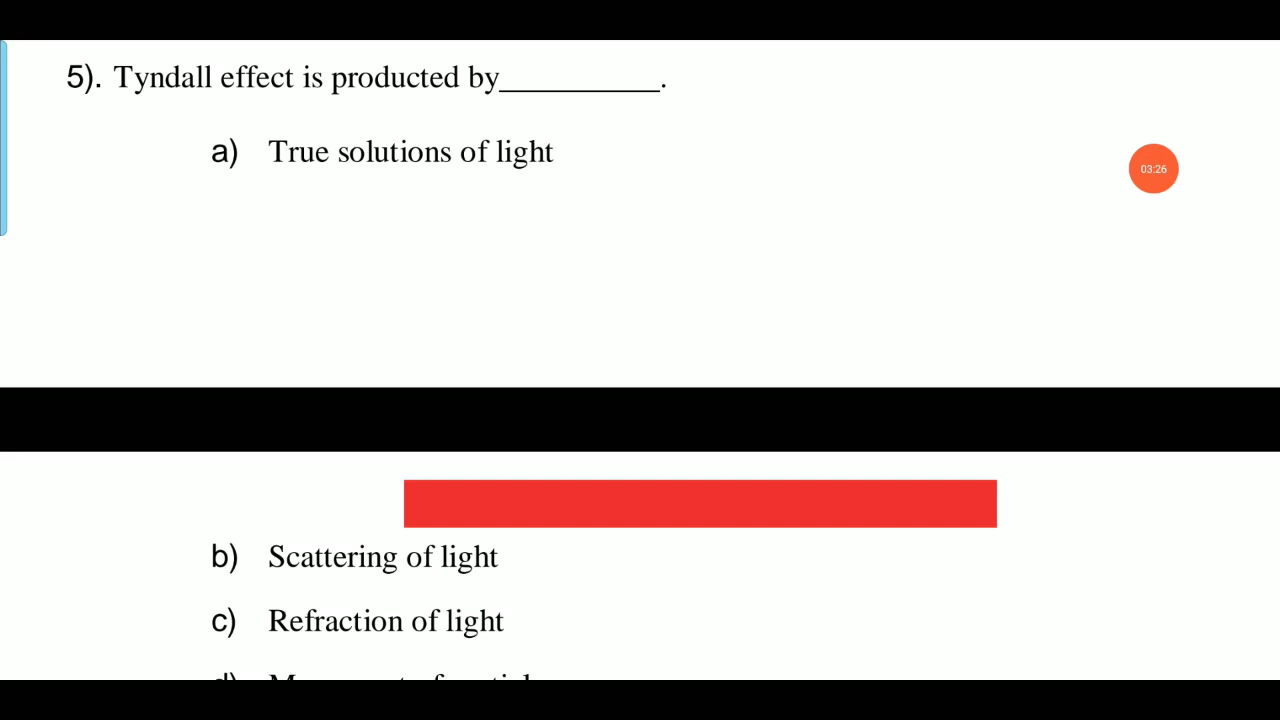 5). Tyndall effect is producted by__________.
a) True solutions of light
03:26
b) Scattering of light
c) Refraction of light
d)